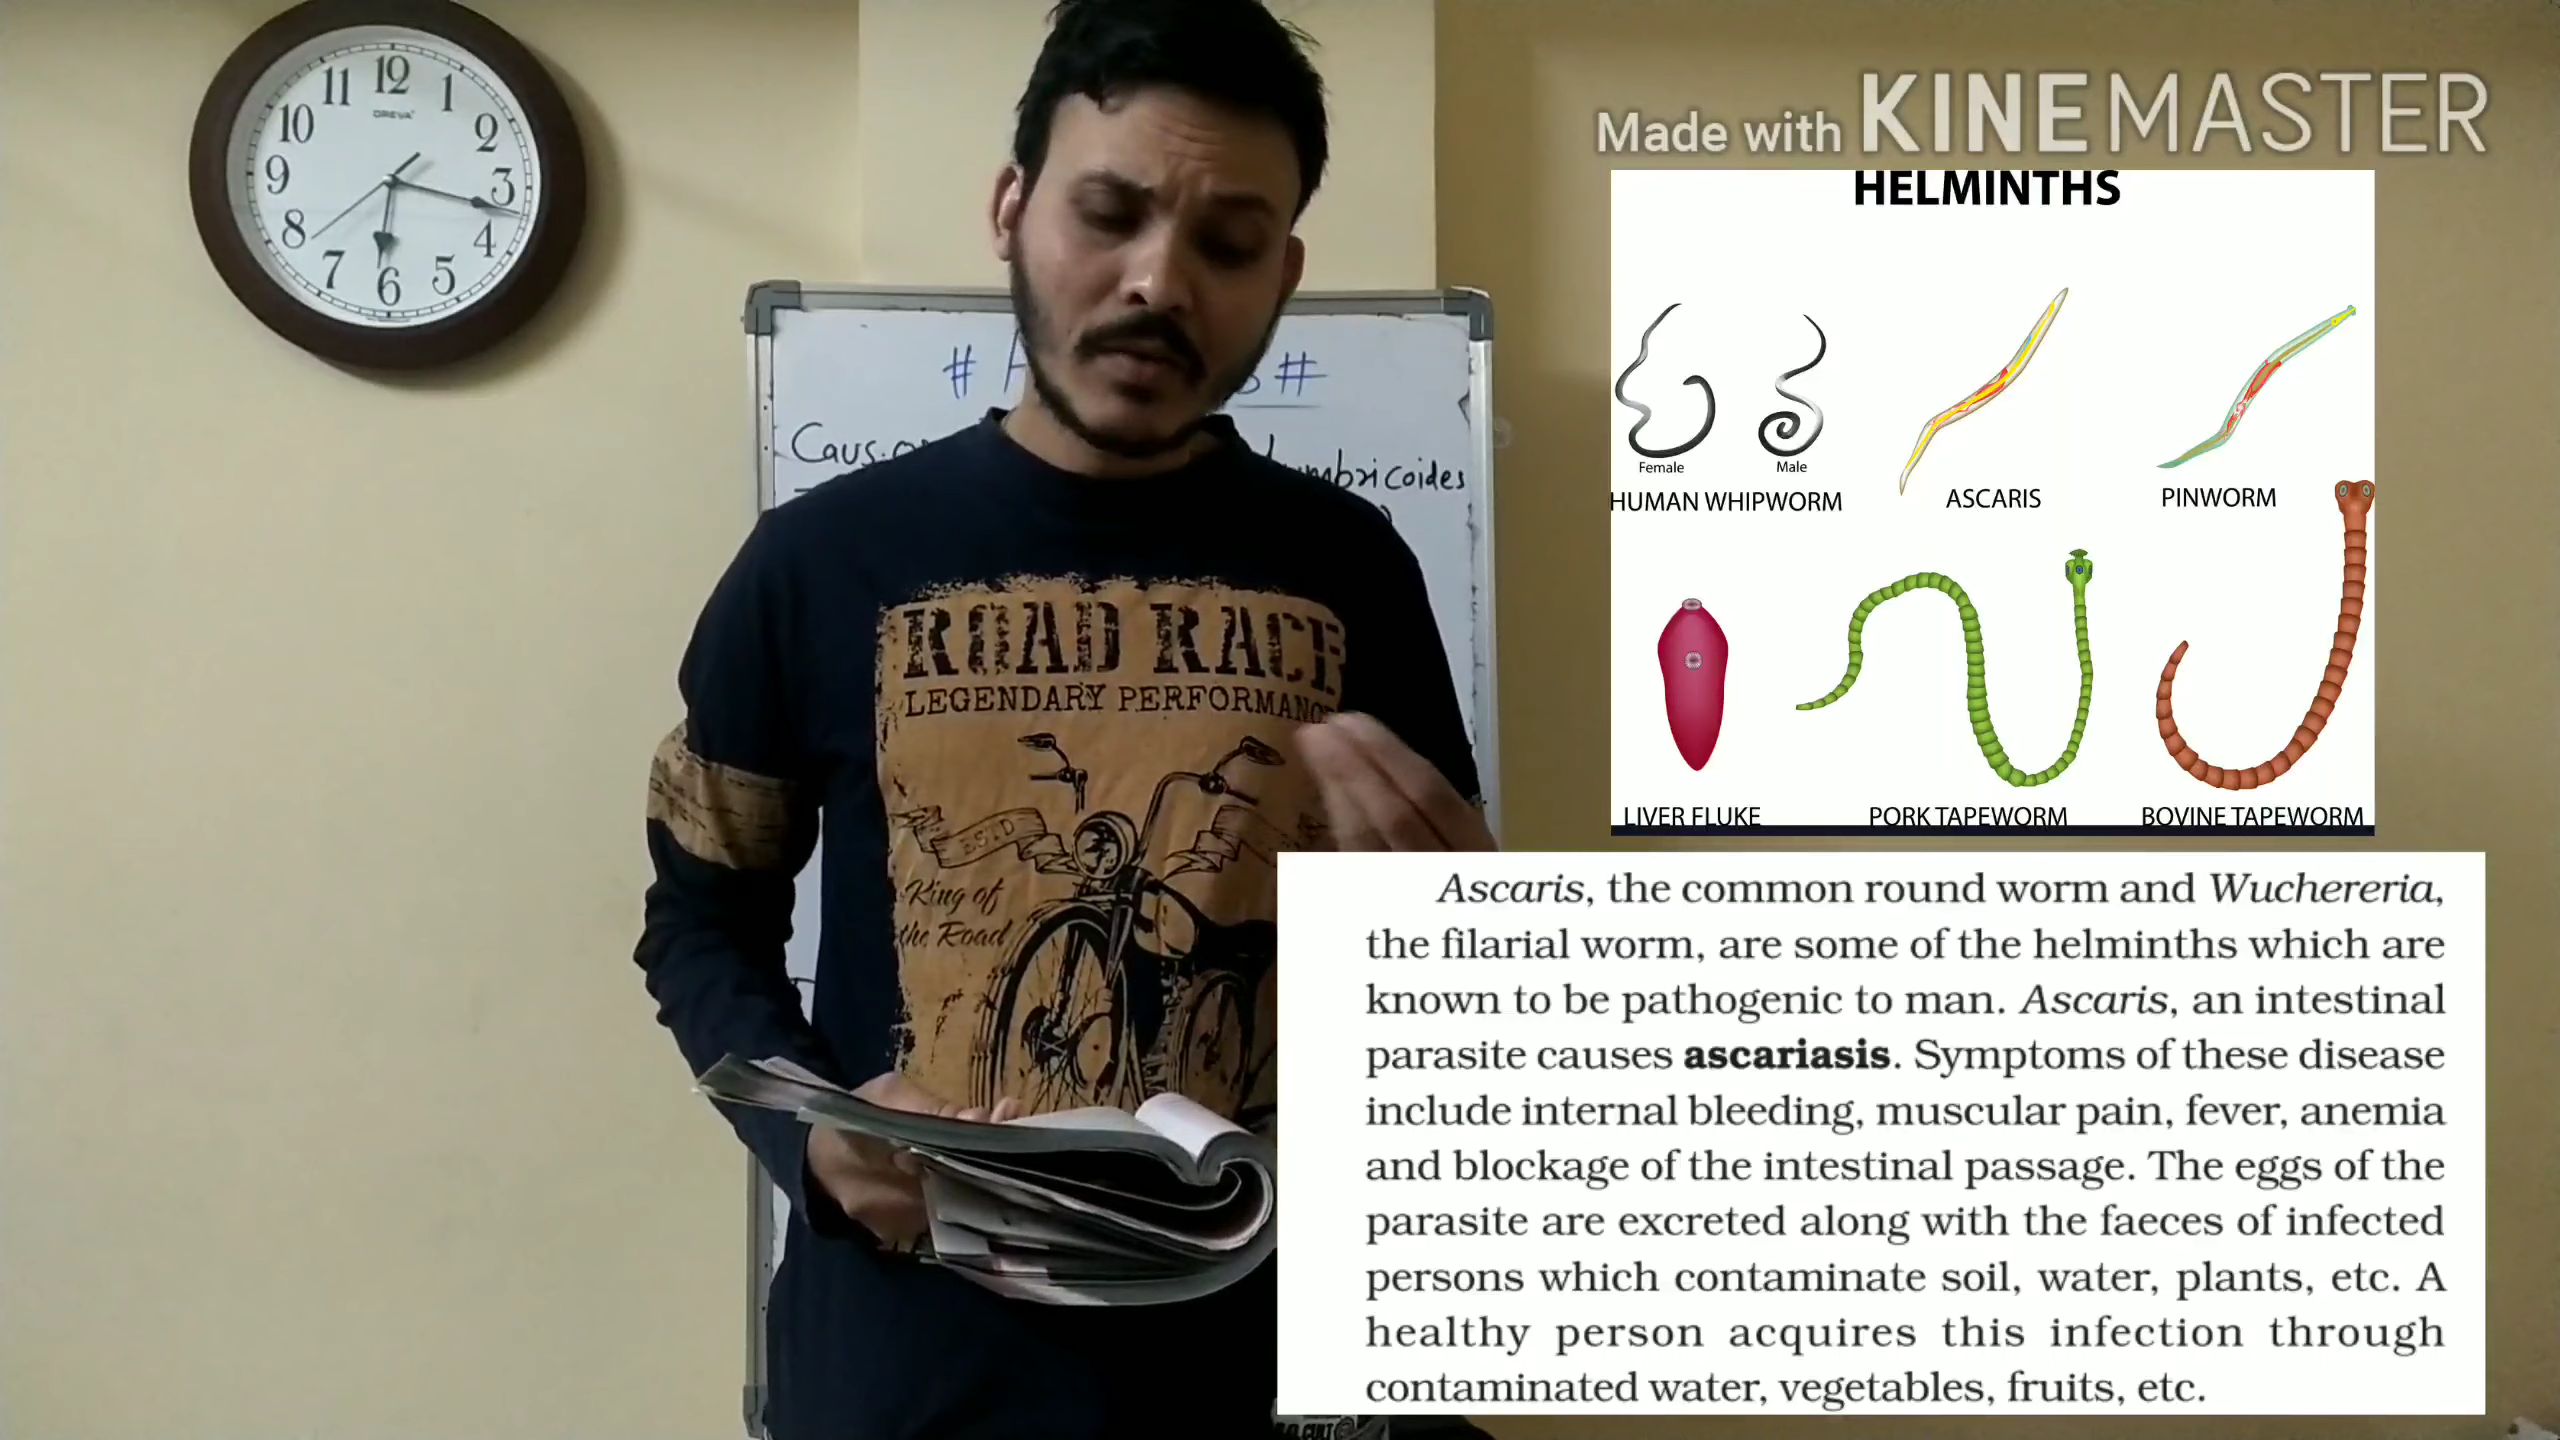 12
11
1
10
2
9
3
8
4
7
5
6
OREVA
Made with KINEMASTER
HELMINTHS
Female
Male
HUMAN WHIPWORM
ASCARIS
PINWORM
LIVER FLUKE
PORK TAPEWORM
BOVINE TAPEWORM
#
#
umbricoides
ROAD RACE
LEGENDARY PERFORMANCE
ESTD
King of
the Road
Ascaris, the common round worm and Wuchereria,
the filarial worm, are some of the helminths which are
known to be pathogenic to man. Ascaris, an intestinal
parasite causes ascariasis. Symptoms of these disease
include internal bleeding, muscular pain, fever, anemia
and blockage of the intestinal passage. The eggs of the
parasite are excreted along with the faeces of infected
persons which contaminate soil, water, plants, etc. A
healthy person acquires this infection through
contaminated water, vegetables, fruits, etc.